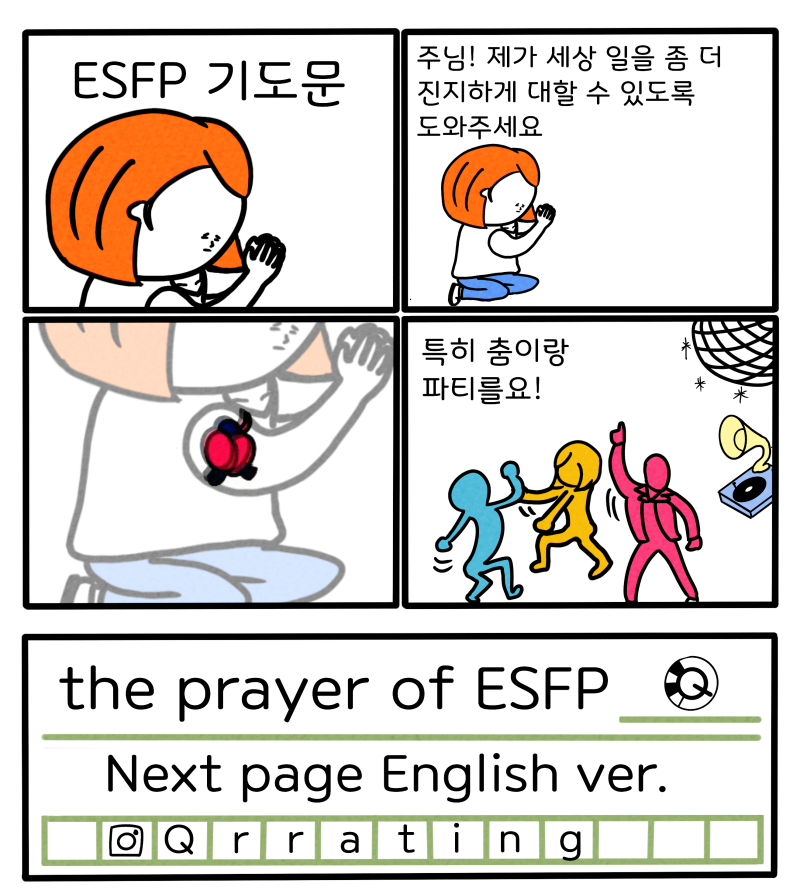 ESFP 기도문
주님! 제가 세상 일을 좀 더
진지하게 대할 수 있도록
도와주세요
특히 춤이랑
파티를요!
the prayer of ESFP
Next page English ver.
Qrrating